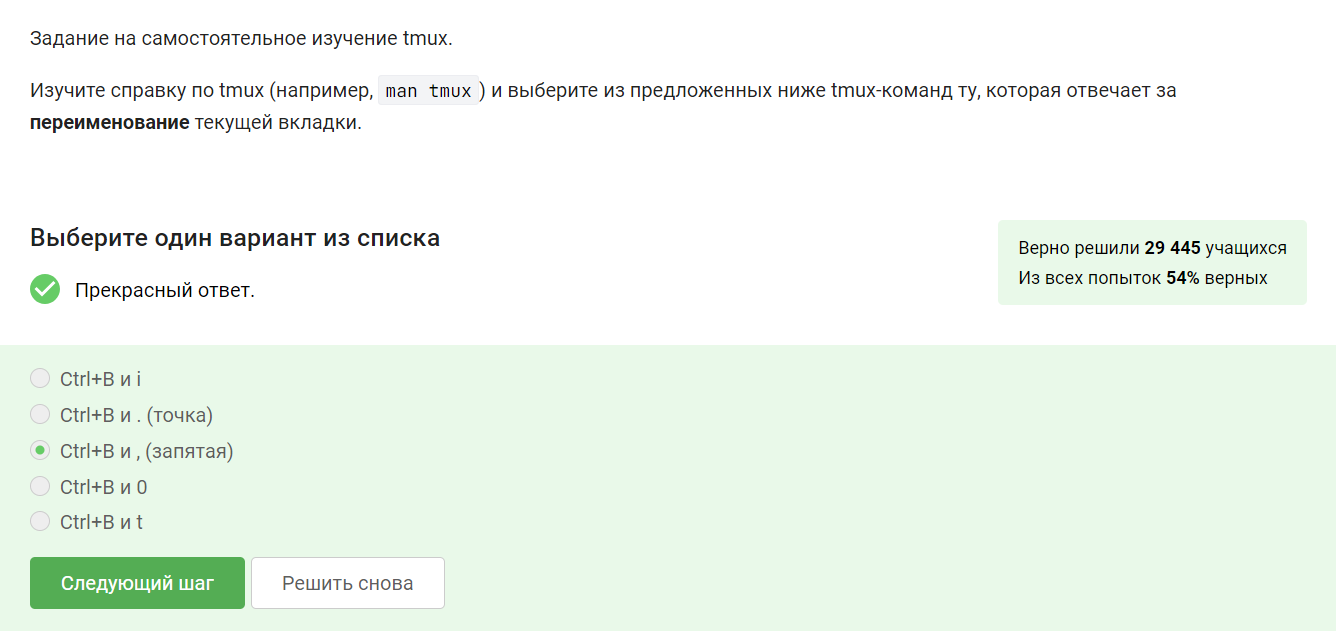 Задание на самостоятельное изучение tmux.
Изучите справку по tmux (например, man tmux) и выберите из предложенных ниже tmux-команд ту, которая отвечает за
переименование текущей вкладки.
Выберите один вариант из списка
Прекрасный ответ.
Верно решили 29 445 учащихся
Из всех попыток 54% верных
Ctrl+B и i
Ctrl+B и . (точка)
Ctrl+B и , (запятая)
Ctrl+B и 0
Ctrl+B и t
Следующий шаг
Решить снова